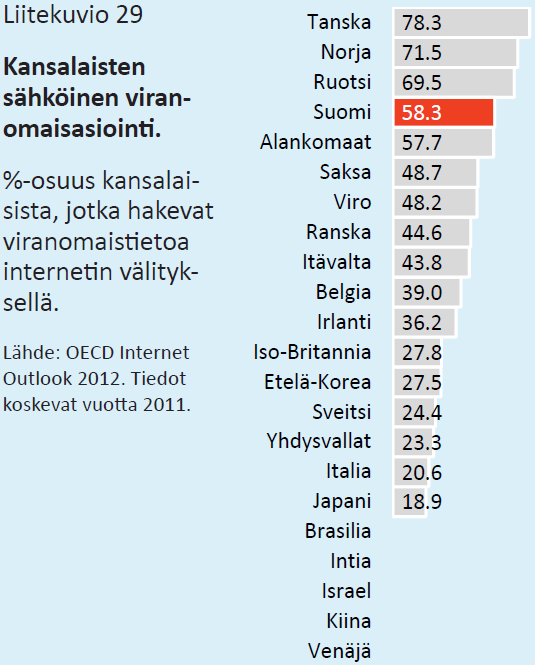 Liitekuvio 29
Kansalaisten
sähköinen viran-
omaisasiointi.
%-osuus kansalai-
sista, jotka hakevat
viranomaistietoa
internetin välityk-
sellä.
Lähde: OECD Internet
Outlook 2012. Tiedot
koskevat vuotta 2011.
Tanska 78.3
Norja 71.5
Ruotsi 69.5
Suomi 58.3
Alankomaat 57.7
Saksa 48.7
Viro 48.2
Ranska 44.6
Itävalta 43.8
Belgia 39.0
Irlanti 36.2
Iso-Britannia 27.8
Etelä-Korea 27.5
Sveitsi 24.4
Yhdysvallat 23.3
Italia 20.6
Japani 18.9
Brasilia
Intia
Israel
Kiina
Venäjä